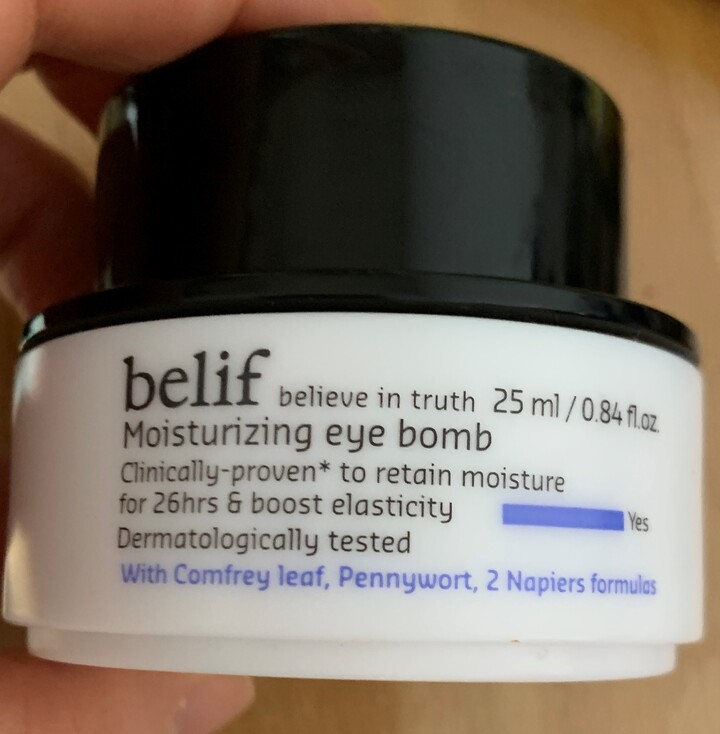 belif believe in truth 25 ml / 0.84 fl.oz.
Moisturizing eye bomb
Clinically-proven* to retain moisture
for 26hrs & boost elasticity
Yes
Dermatologically tested
With Comfrey leaf, Pennywort, 2 Napiers formulas